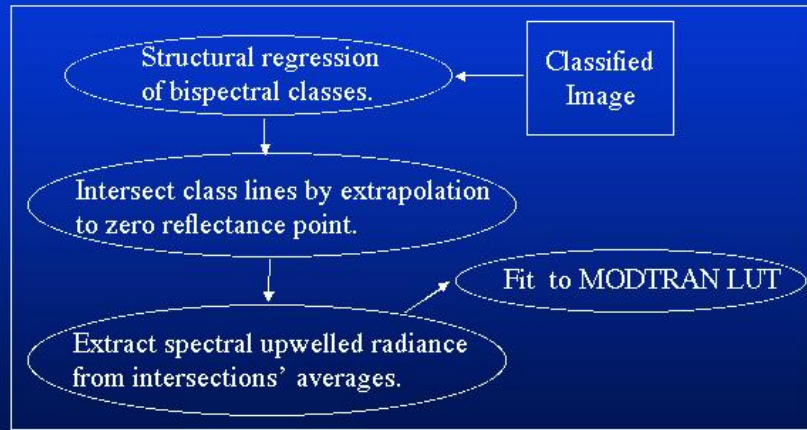 Structural regression
of bispectral classes.
Classified
Image
Intersect class lines by extrapolation
to zero reflectance point.
Fit to MODTRAN LUT
Extract spectral upwelled radiance
from intersections’ averages.